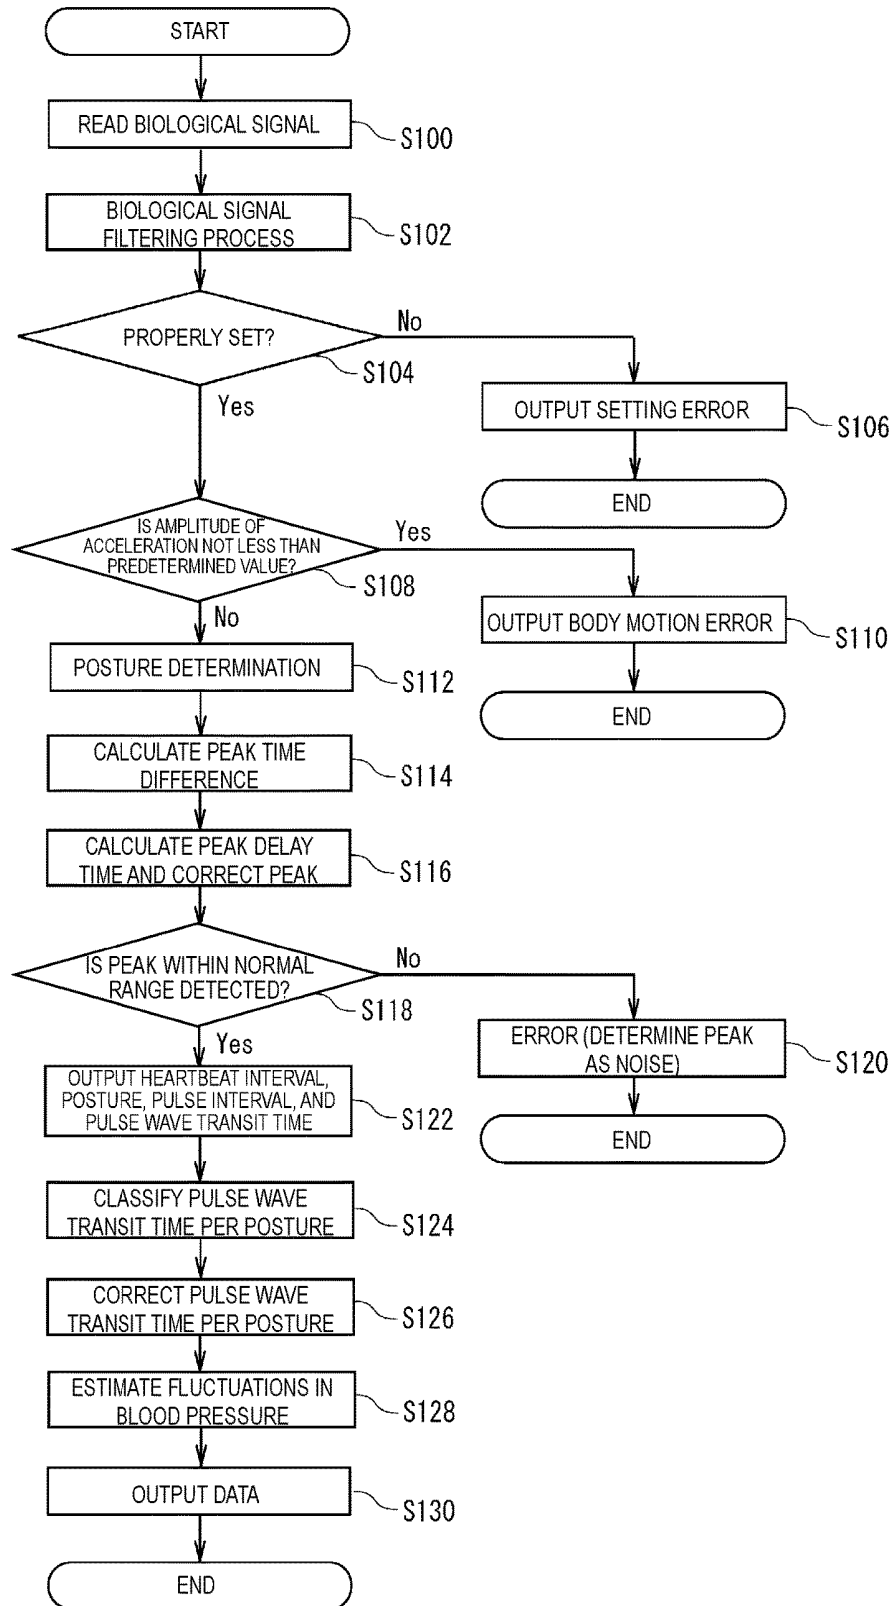 START
READ BIOLOGICAL SIGNAL
S100
BIOLOGICAL SIGNAL
FILTERING PROCESS
S102
PROPERLY SET?
No
S104
Yes
OUTPUT SETTING ERROR
S106
END
IS AMPLITUDE OF
ACCELERATION NOT LESS THAN
PREDETERMINED VALUE?
Yes
S108
No
OUTPUT BODY MOTION ERROR
S110
END
POSTURE DETERMINATION
S112
CALCULATE PEAK TIME
DIFFERENCE
S114
CALCULATE PEAK DELAY
TIME AND CORRECT PEAK
S116
IS PEAK WITHIN NORMAL
RANGE DETECTED?
No
S118
Yes
ERROR (DETERMINE PEAK
AS NOISE)
S120
END
OUTPUT HEARTBEAT INTERVAL,
POSTURE, PULSE INTERVAL, AND
PULSE WAVE TRANSIT TIME
S122
CLASSIFY PULSE WAVE
TRANSIT TIME PER POSTURE
S124
CORRECT PULSE WAVE
TRANSIT TIME PER POSTURE
S126
ESTIMATE FLUCTUATIONS IN
BLOOD PRESSURE
S128
OUTPUT DATA
S130
END